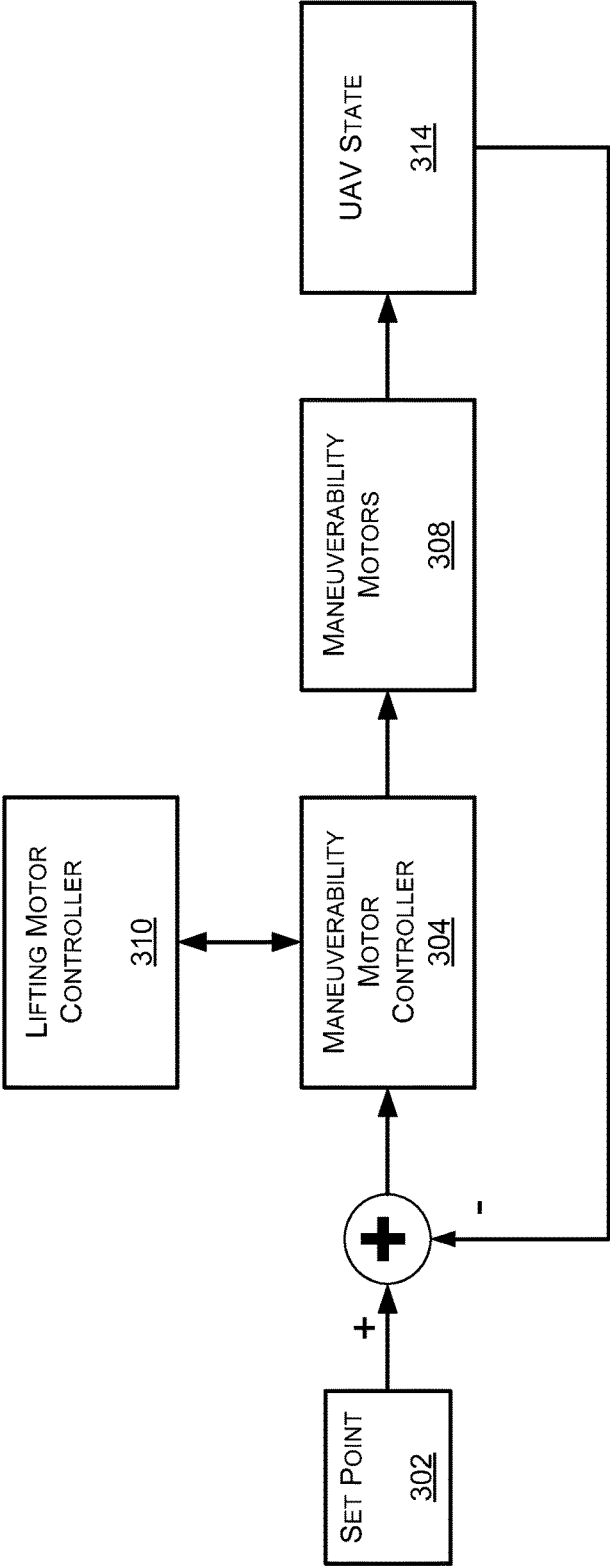 LIFTING MOTOR
CONTROLLER
310
SET POINT
302
+
-
+
MANEUVERABILITY
MOTOR
CONTROLLER
304
MANEUVERABILITY
MOTORS
308
UAV STATE
314